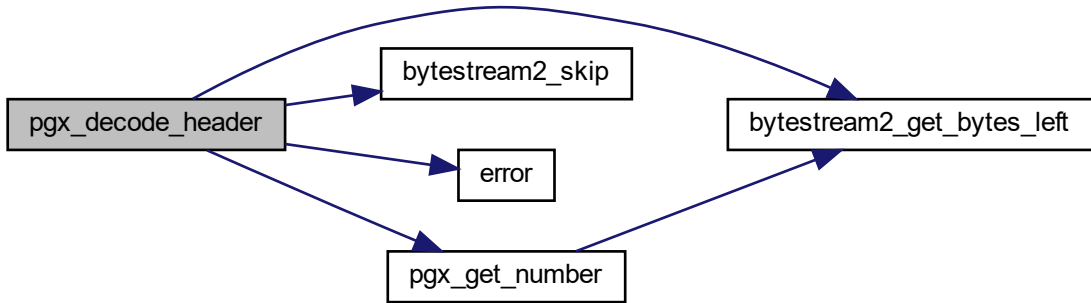 bytestream2_skip
pgx_decode_header
bytestream2_get_bytes_left
error
pgx_get_number